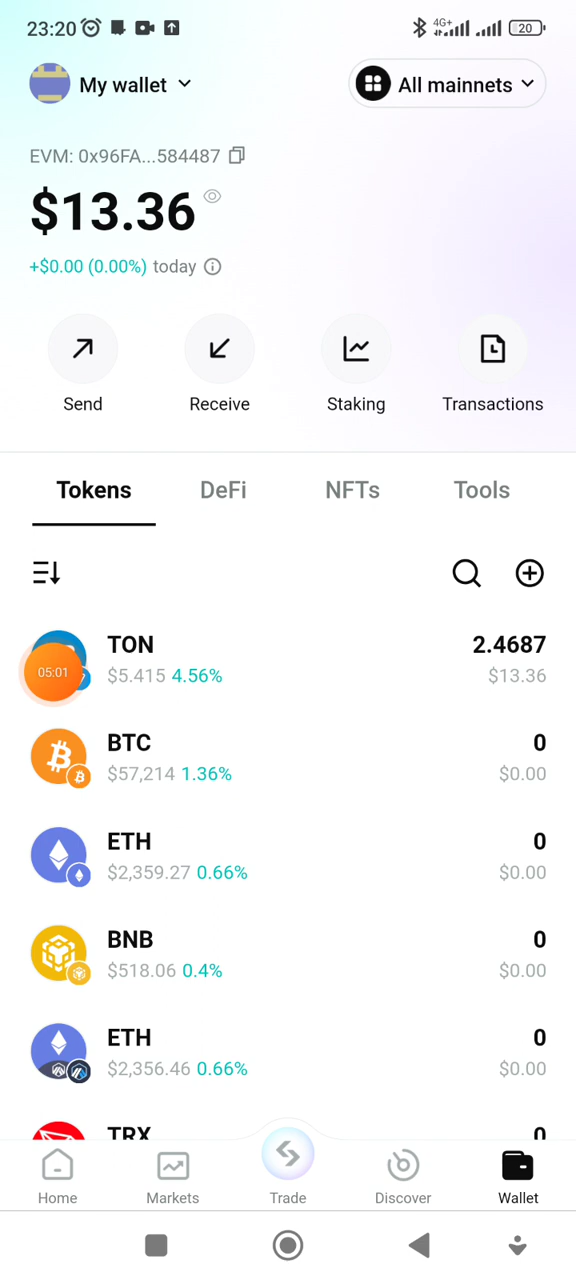 23:20 4G+ 20
My wallet All mainnets
EVM: 0x96FA...584487
$13.36
+$0.00 (0.00%) today
Send Receive Staking Transactions
Tokens DeFi NFTs Tools
TON 2.4687
05:01 $5.415 4.56% $13.36
BTC 0
$57,214 1.36% $0.00
ETH 0
$2,359.27 0.66% $0.00
BNB 0
$518.06 0.4% $0.00
ETH 0
$2,356.46 0.66% $0.00
TRX 0
Home Markets Trade Discover Wallet